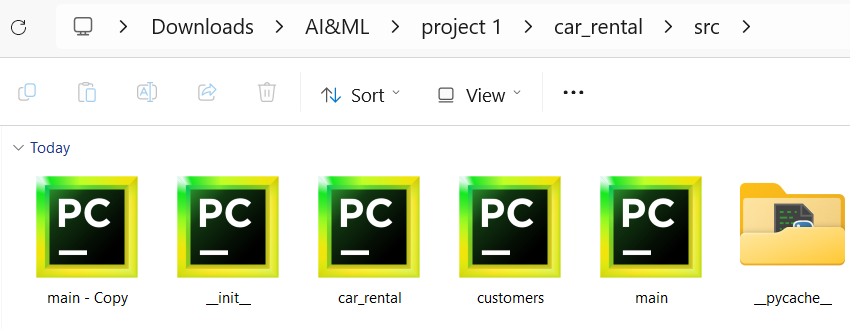 Downloads AI&ML project 1 car_rental src
Sort View
Today
PC PC PC PC PC
main - Copy __init__ car_rental customers main __pycache__